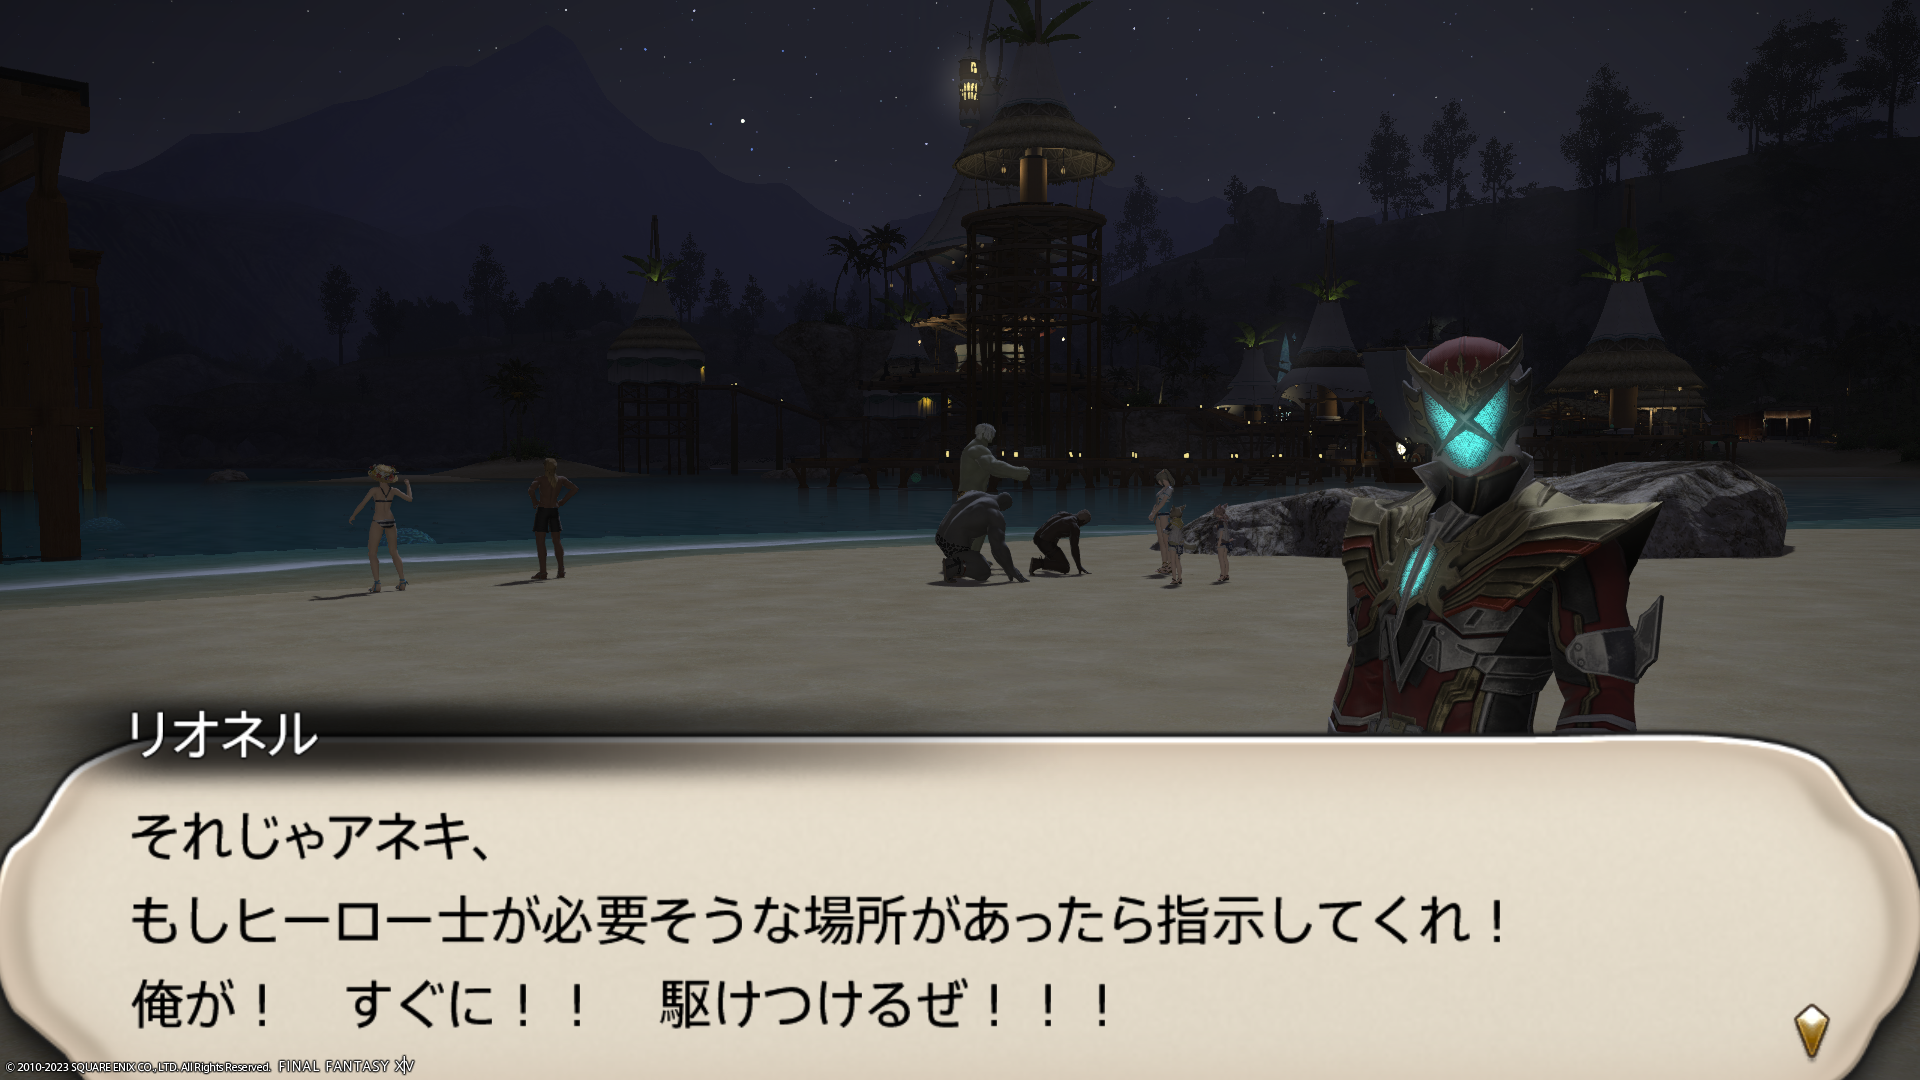 リオネル
それじゃアネキ、
もしヒーロー士が必要そうな場所があったら指示してくれ！
俺が！　すぐに！！　駆けつけるぜ！！！
© 2010-2023 SQUARE ENIX CO., LTD. All Rights Reserved. FINAL FANTASY XIV